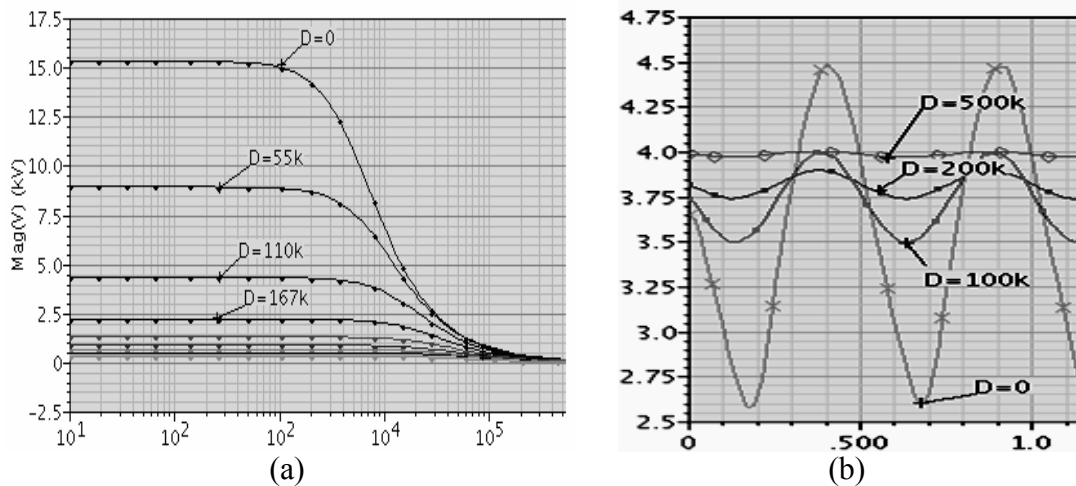 17.5
15.0
12.5
10.0
7.5
5.0
2.5
0
-2.5
Mag(V) (kV)
D=0
D=55k
D=110k
D=167k
10¹
10²
10²
10⁴
10⁵
(a)
4.75
4.5
4.25
4.0
3.75
3.5
3.25
3.0
2.75
2.5
D=500k
D=200k
D=100k
D=0
0
.500
1.0
(b)